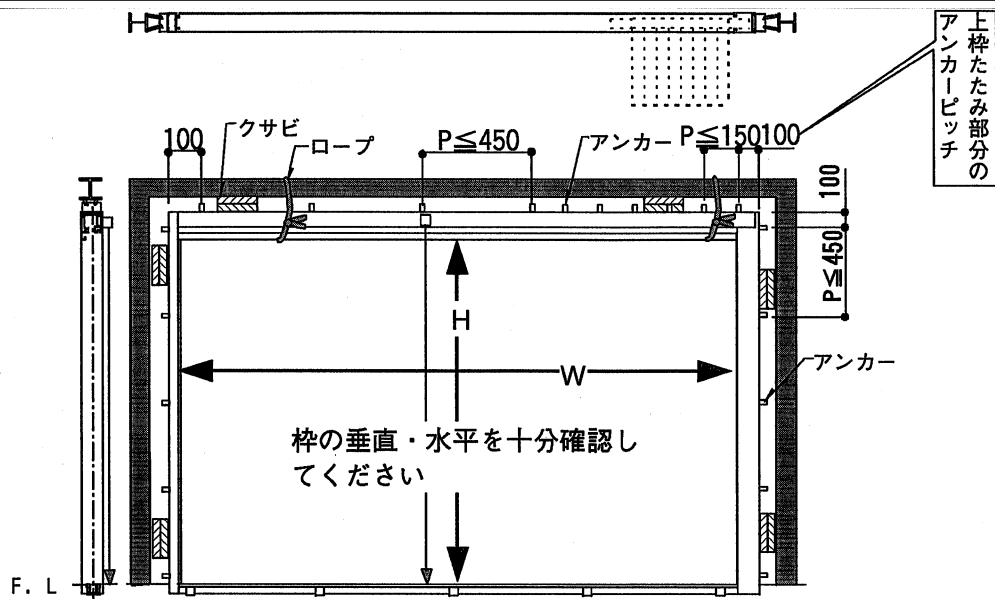 上枠たたみ部分の
アンカーピッチ
100
クサビ
ロープ
P≦450
アンカー
P≦150
100
100
P≦450
H
W
アンカー
枠の垂直・水平を十分確認し
てください
F. L